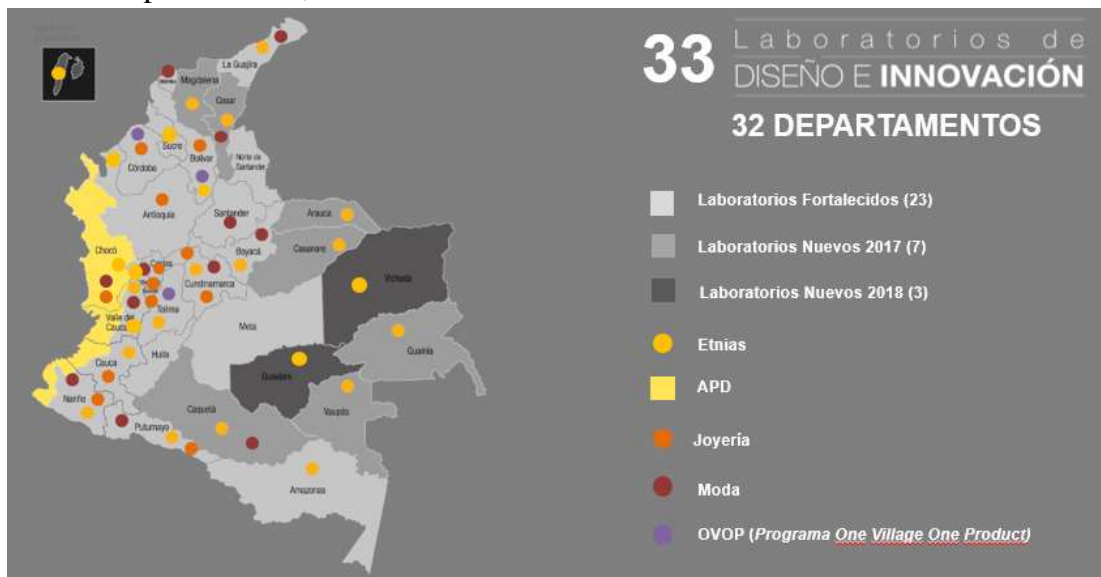 33 Laboratorios de
DISEÑO E INNOVACIÓN
32 DEPARTAMENTOS
La Guajira
Magdalena
Cesar
Sucre
Bolívar
Córdoba
Norte de
Santander
Antioquia
Santander
Arauca
Boyacá
Casanare
Chocó
Cundinamarca
Vichada
Tolima
Valle del
Cauca
Meta
Guainía
Huila
Cauca
Guaviare
Nariño
Caquetá
Vaupés
Putumayo
Amazonas
Laboratorios Fortalecidos (23)
Laboratorios Nuevos 2017 (7)
Laboratorios Nuevos 2018 (3)
Etnias
APD
Joyería
Moda
OVOP (Programa One Village One Product)